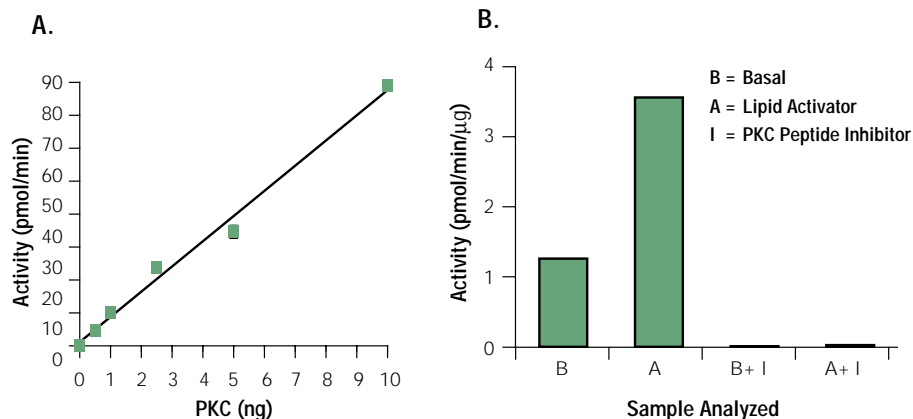 A.
Activity (pmol/min)
90
80
70
60
50
40
30
20
10
0
0 1 2 3 4 5 6 7 8 9 10
PKC (ng)
B.
Activity (pmol/min/µg)
4
3
2
1
0
B = Basal
A = Lipid Activator
I = PKC Peptide Inhibitor
B A B+ I A+ I
Sample Analyzed